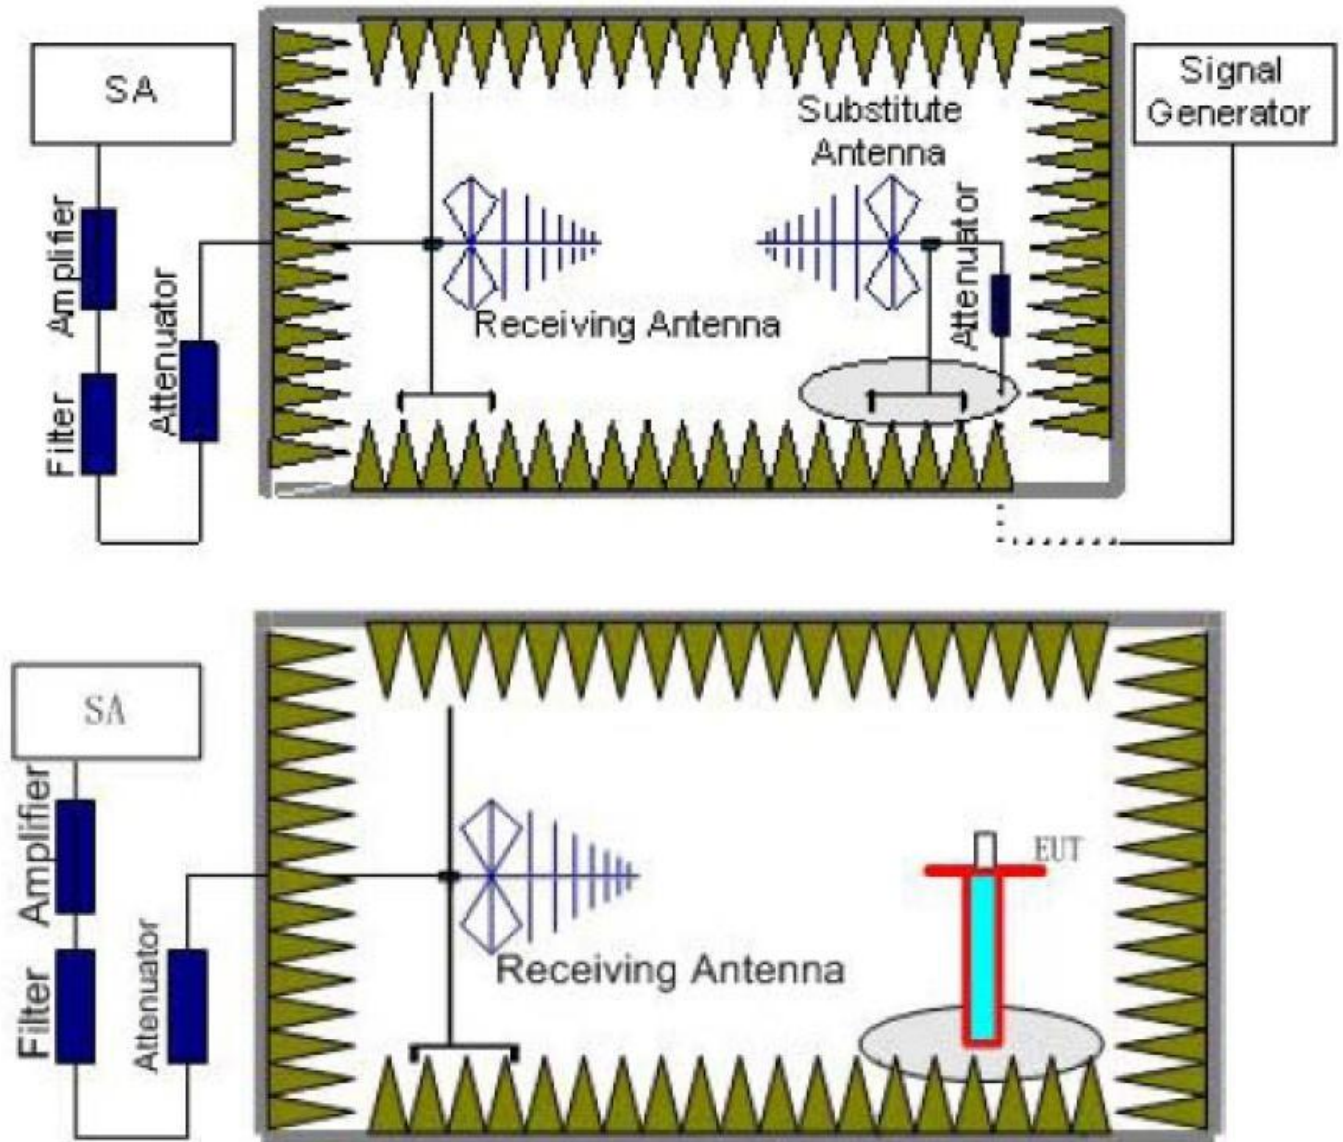 SA
Signal
Generator
Substitute
Antenna
Amplifier
Attenuator
Attenuator
Receiving Antenna
Filter
SA
Amplifier
EUT
Attenuator
Receiving Antenna
Filter